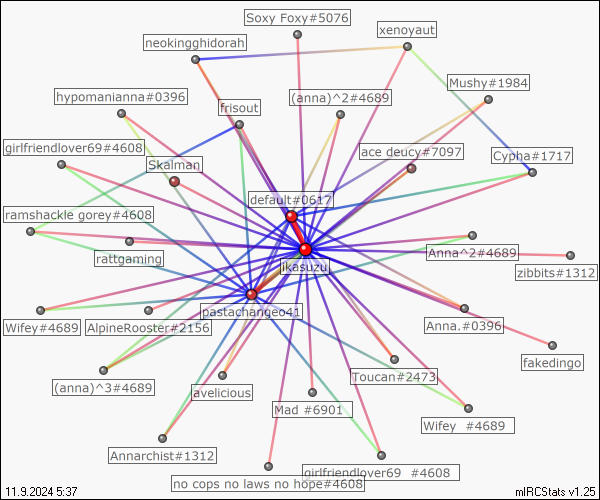 Soxy Foxy#5076
xenoyaut
neokingghidorah
Mushy#1984
hypomanianna#0396
(anna)^2#4689
frisout
girlfriendlover69#4608
ace deucy#7097
Cypha#1717
Skalman
default#0617
ramshackle gorey#4608
Anna^2#4689
rattgaming
jkasuzu
zibbits#1312
pastachangeo41
Wifey#4689
AlpineRooster#2156
Anna.#0396
fakedingo
Toucan#2473
(anna)^3#4689
avelicious
Mad #6901
Wifey #4689
Annarchist#1312
girlfriendlover69 #4608
no cops no laws no hope#4608
11.9.2024 5:37
mIRCStats v1.25